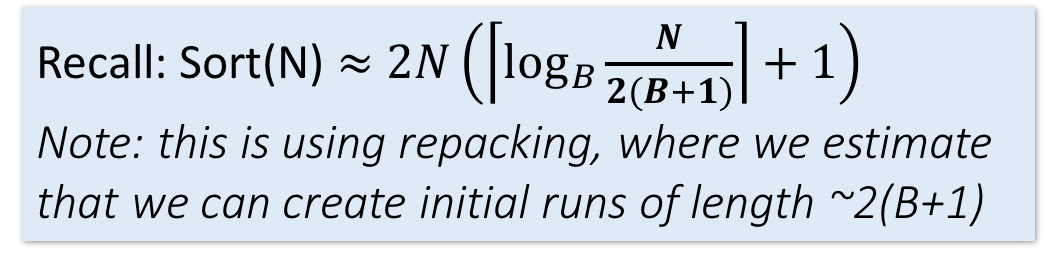 Recall: Sort(N) ≈ 2N (⌈log_B N/2(B+1)⌉ + 1)
Note: this is using repacking, where we estimate
that we can create initial runs of length ~2(B+1)